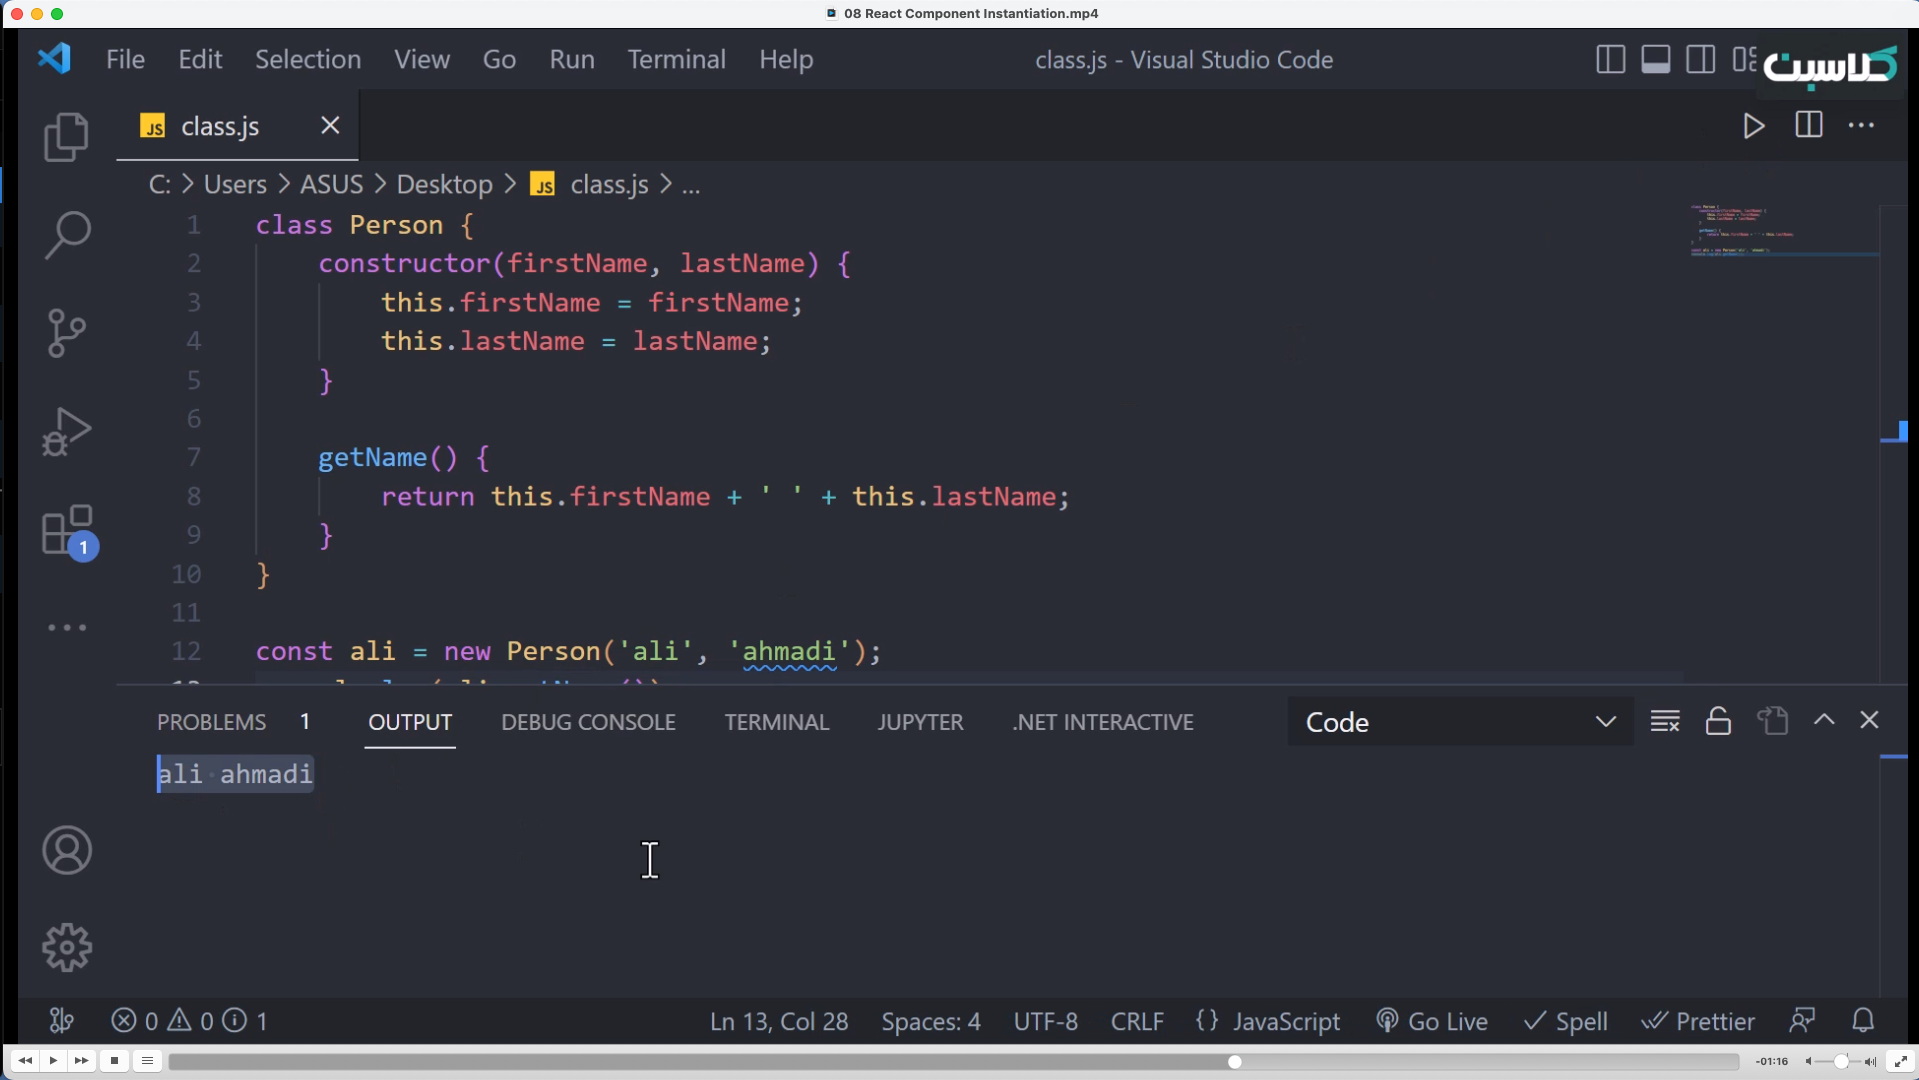 08 React Component Instantiation.mp4
File Edit Selection View Go Run Terminal Help class.js - Visual Studio Code
کلاسبن
JS class.js
C: > Users > ASUS > Desktop > JS class.js > ...
1 class Person {
2 constructor(firstName, lastName) {
3 this.firstName = firstName;
4 this.lastName = lastName;
5 }
6
7 getName() {
8 return this.firstName + ' ' + this.lastName;
9 }
10 }
11
12 const ali = new Person('ali', 'ahmadi');
1
PROBLEMS 1 OUTPUT DEBUG CONSOLE TERMINAL JUPYTER .NET INTERACTIVE Code
ali ahmadi
0 0 1 Ln 13, Col 28 Spaces: 4 UTF-8 CRLF {} JavaScript Go Live Spell Prettier
-01:16